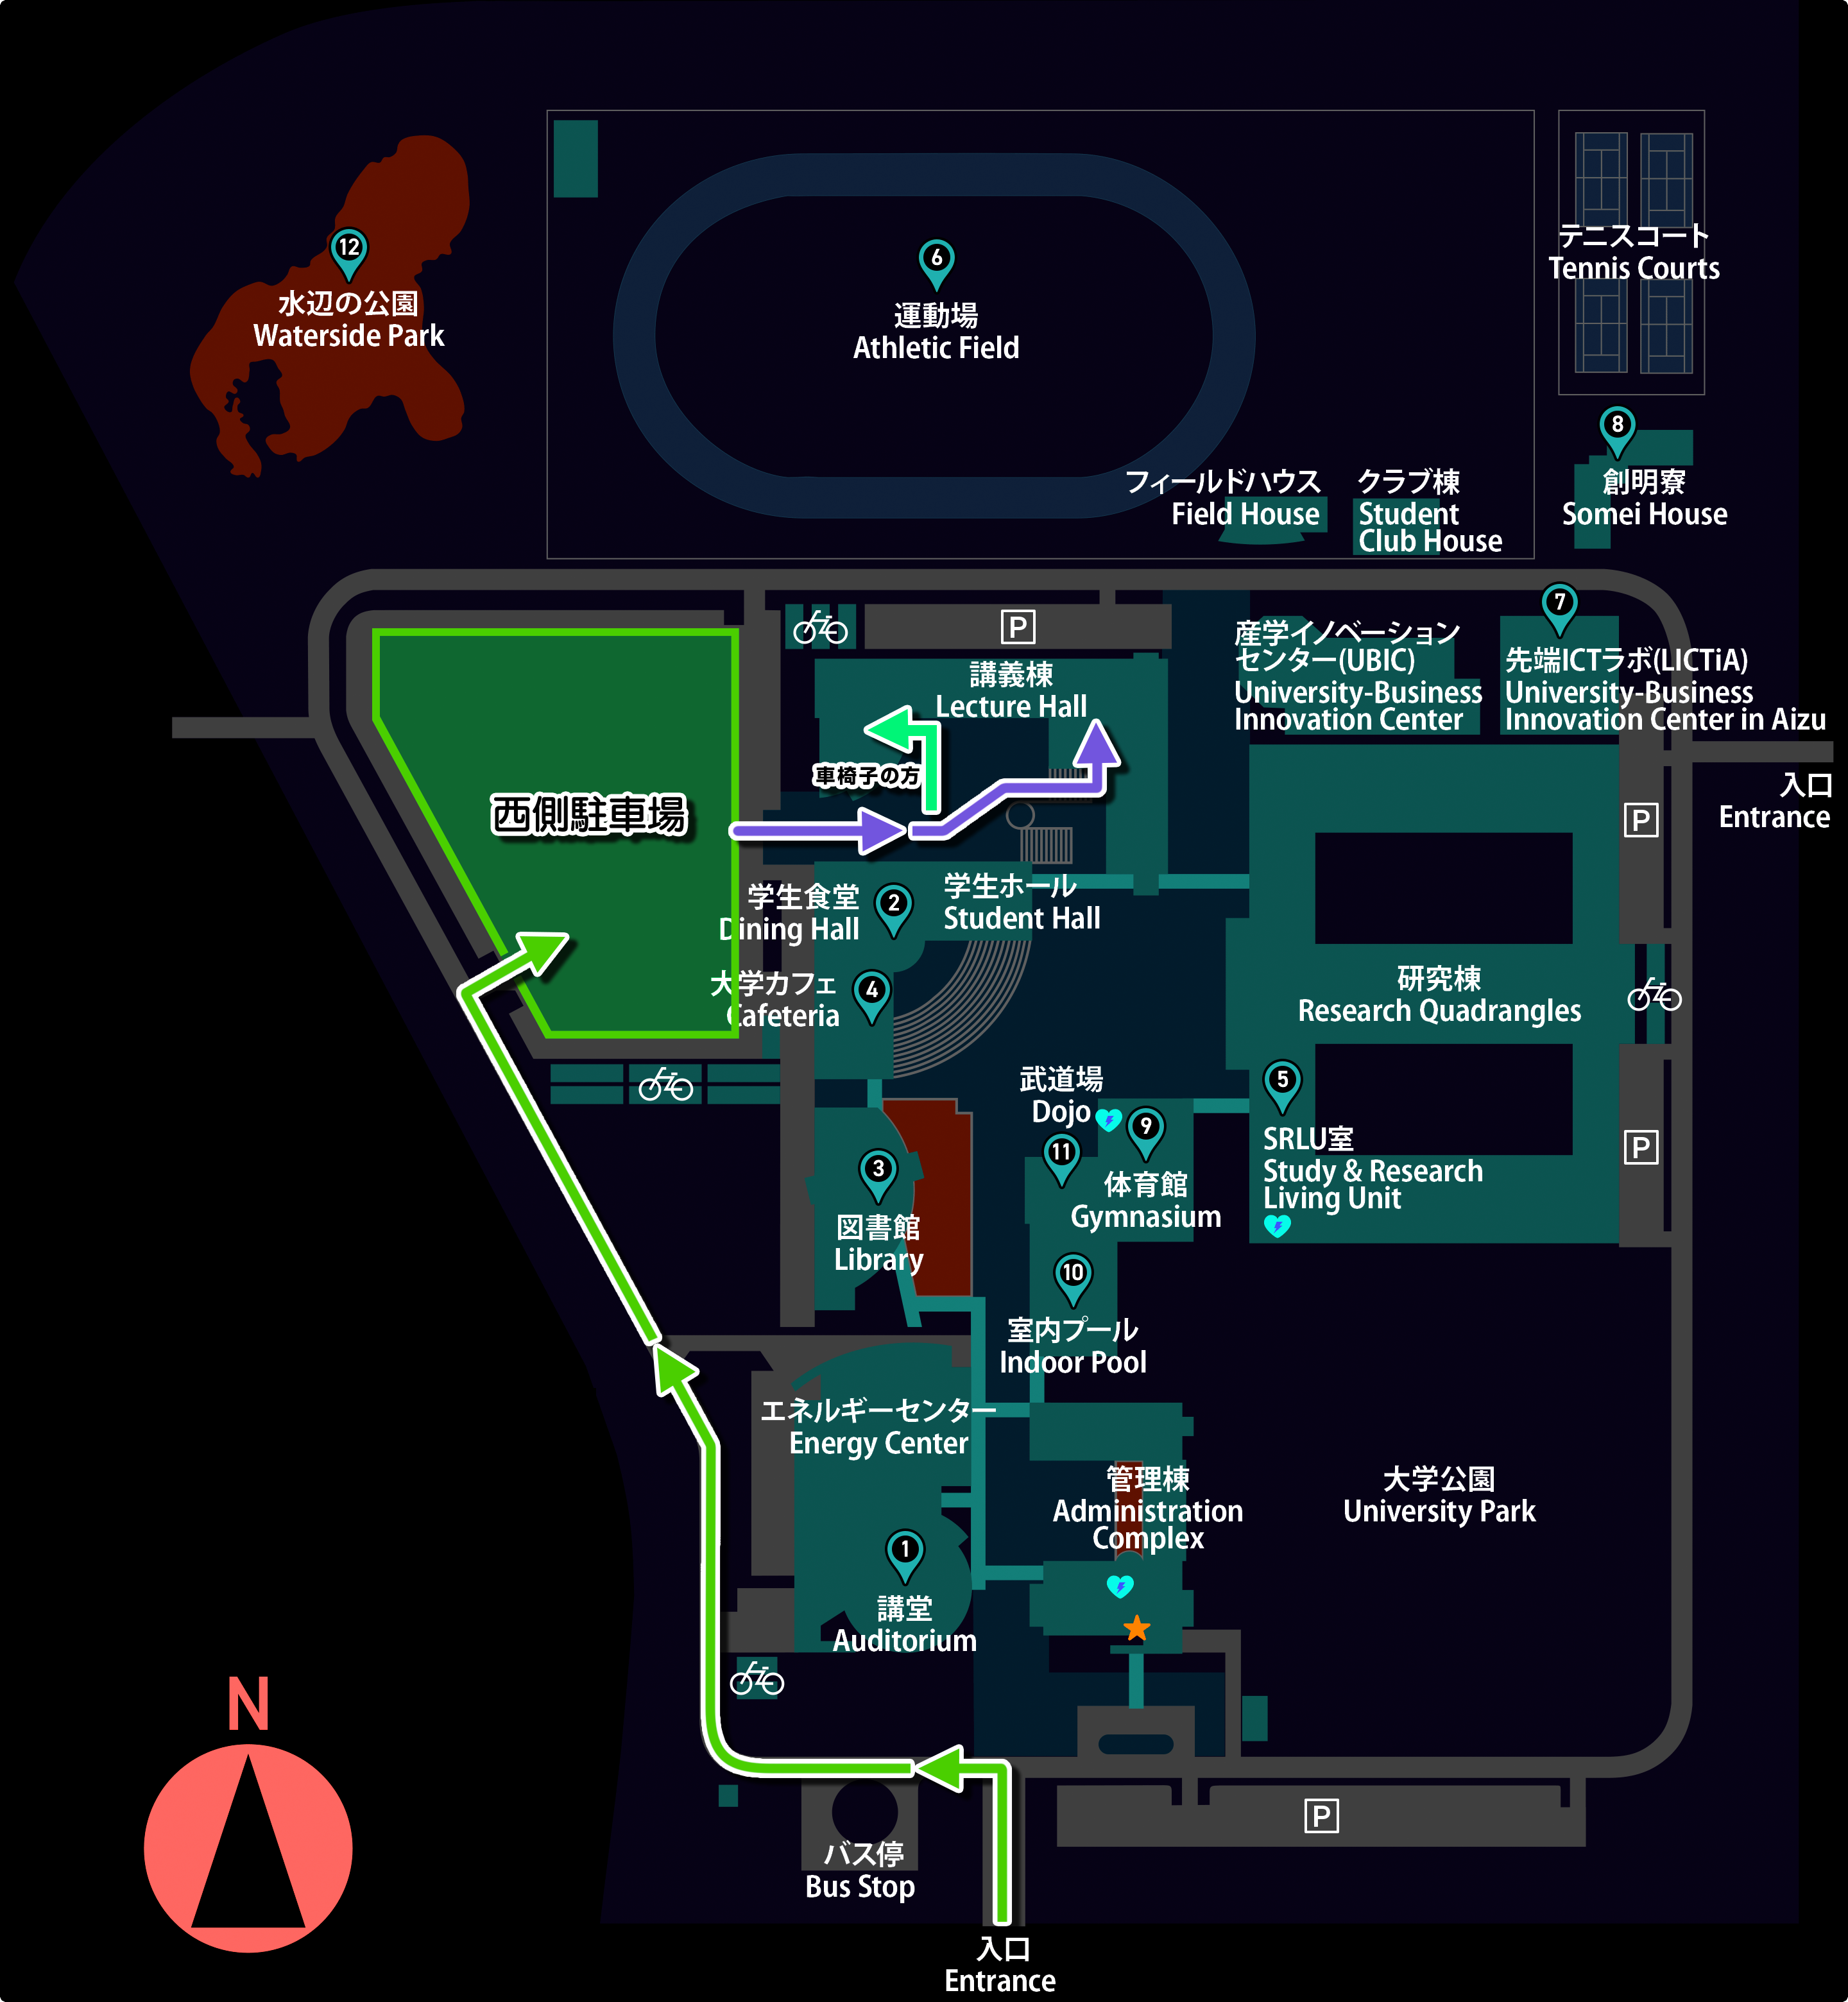 テニスコート
Tennis Courts
12
水辺の公園
Waterside Park
6
運動場
Athletic Field
8
創明寮
Somei House
フィールドハウス
Field House
クラブ棟
Student
Club House
7
P
産学イノベーション
センター(UBIC)
University-Business
Innovation Center
先端ICTラボ(LICTiA)
University-Business
Innovation Center in Aizu
講義棟
Lecture Hall
車椅子の方
西側駐車場
入口
Entrance
P
学生食堂
Dining Hall
2
学生ホール
Student Hall
大学カフェ
Cafeteria
4
研究棟
Research Quadrangles
武道場
Dojo
11
9
体育館
Gymnasium
5
SRLU室
Study & Research
Living Unit
P
3
図書館
Library
10
室内プール
Indoor Pool
エネルギーセンター
Energy Center
管理棟
Administration
Complex
大学公園
University Park
1
講堂
Auditorium
N
P
バス停
Bus Stop
入口
Entrance